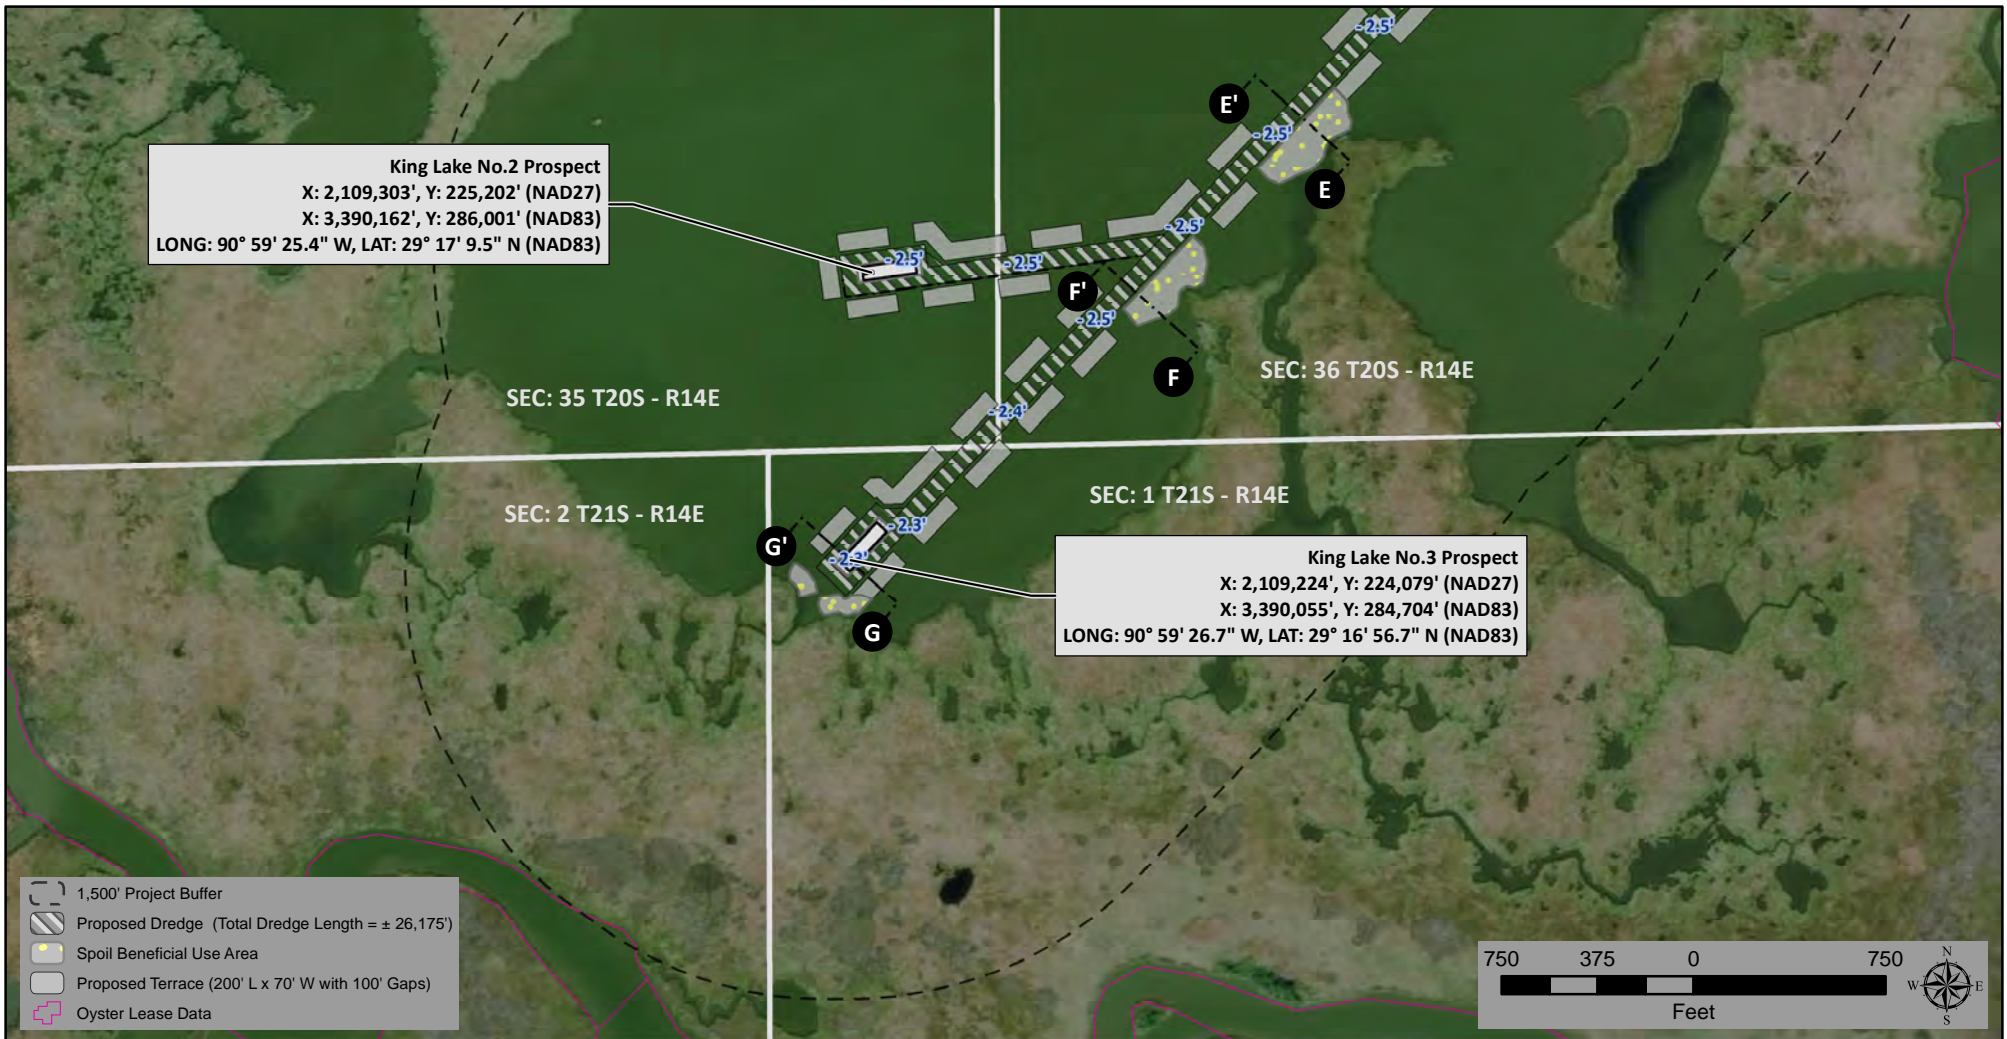 - 2.5'
E'
- 2.5'
E
King Lake No.2 Prospect
X: 2,109,303', Y: 225,202' (NAD27)
X: 3,390,162', Y: 286,001' (NAD83)
LONG: 90° 59' 25.4" W, LAT: 29° 17' 9.5" N (NAD83)
- 2.5'
- 2.5'
- 2.5'
F'
- 2.5'
F
SEC: 35 T20S - R14E
SEC: 36 T20S - R14E
- 2.4'
SEC: 2 T21S - R14E
SEC: 1 T21S - R14E
- 2.3'
G'
- 2.3'
G
King Lake No.3 Prospect
X: 2,109,224', Y: 224,079' (NAD27)
X: 3,390,055', Y: 284,704' (NAD83)
LONG: 90° 59' 26.7" W, LAT: 29° 16' 56.7" N (NAD83)
1,500' Project Buffer
Proposed Dredge (Total Dredge Length = ± 26,175')
Spoil Beneficial Use Area
Proposed Terrace (200' L x 70' W with 100' Gaps)
Oyster Lease Data
750 375 0 750
Feet
N
W E
S